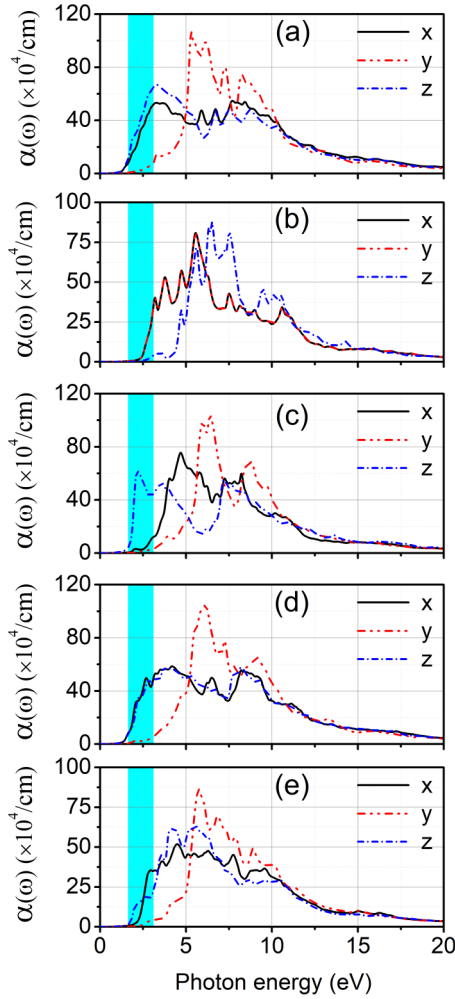 (a)
x
y
z
α(ω) (×10⁴/cm)
120
80
40
0
(b)
x
y
z
α(ω) (×10⁴/cm)
100
75
50
25
0
(c)
x
y
z
α(ω) (×10⁴/cm)
120
80
40
0
(d)
x
y
z
α(ω) (×10⁴/cm)
120
80
40
0
(e)
x
y
z
α(ω) (×10⁴/cm)
100
75
50
25
0
0 5 10 15 20
Photon energy (eV)